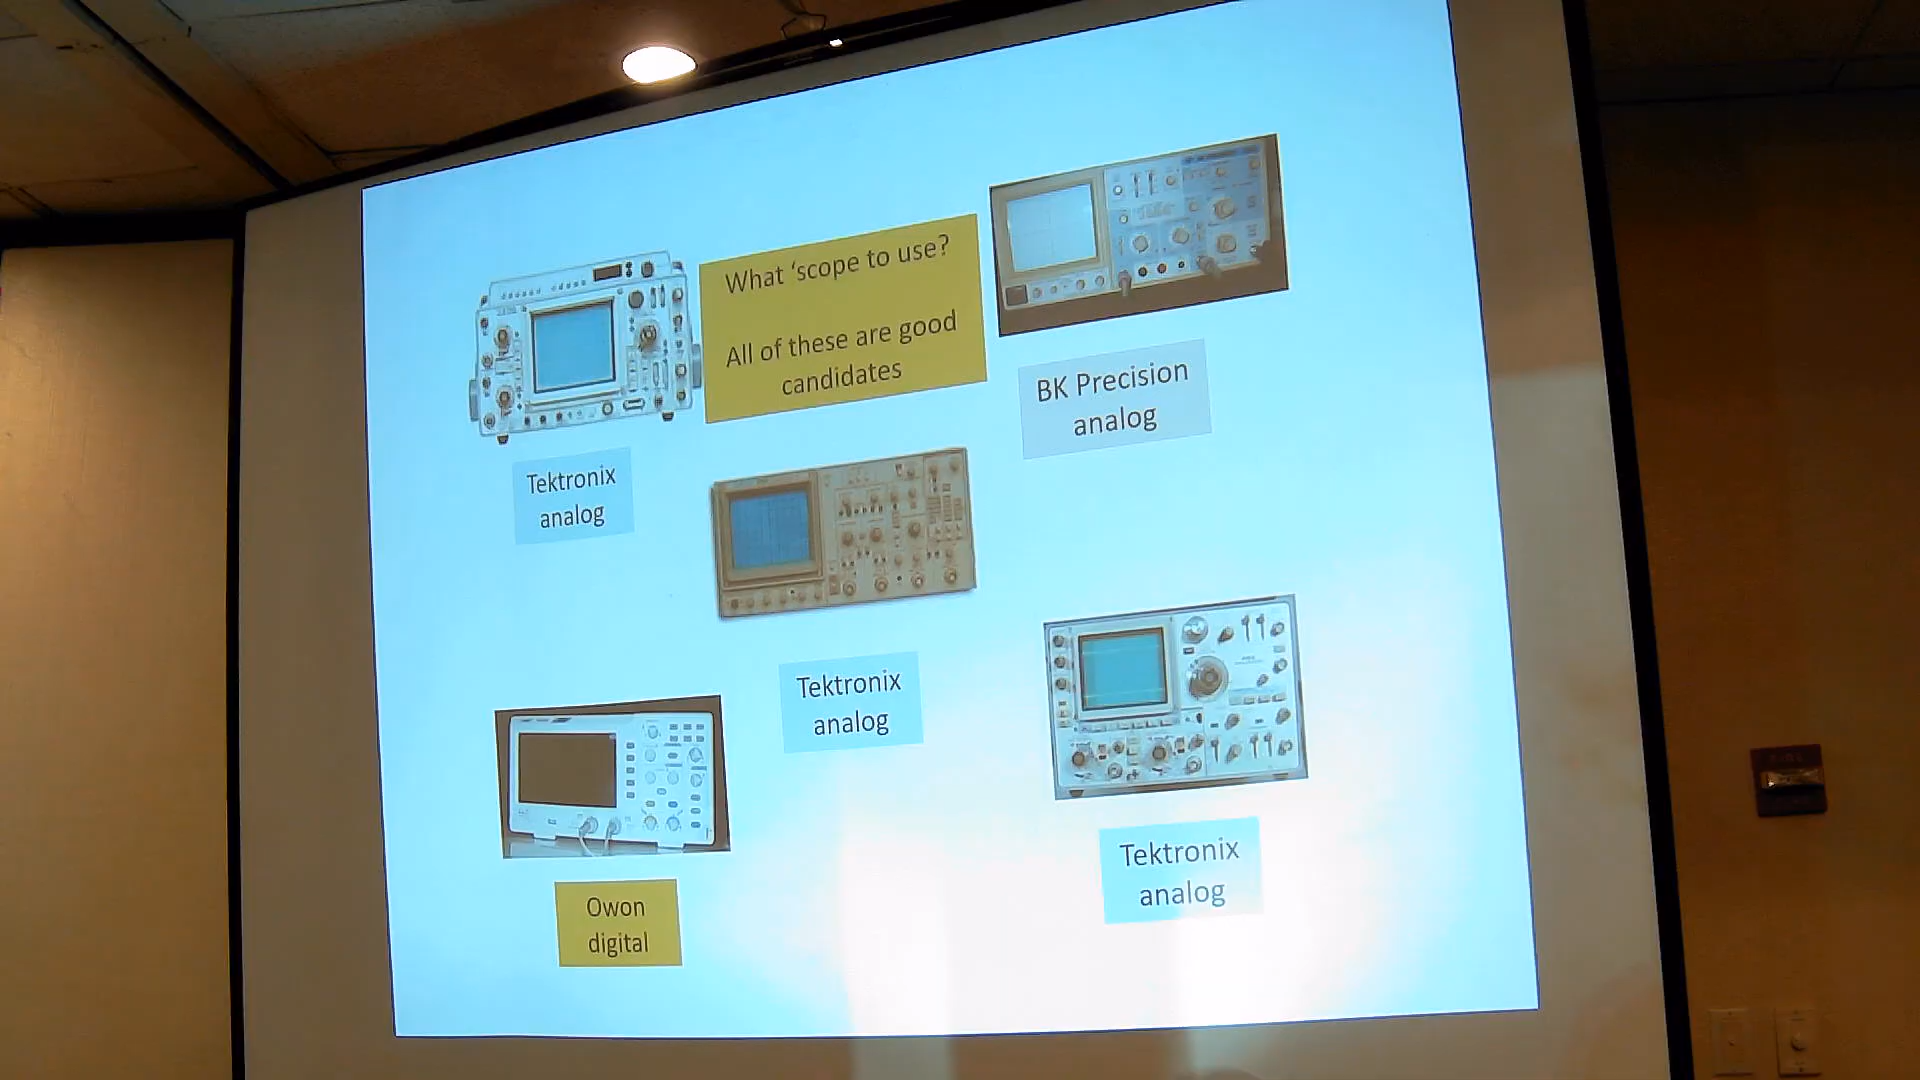 What ‘scope to use?
All of these are good
candidates
BK Precision
analog
Tektronix
analog
Tektronix
analog
Owon
digital
Tektronix
analog